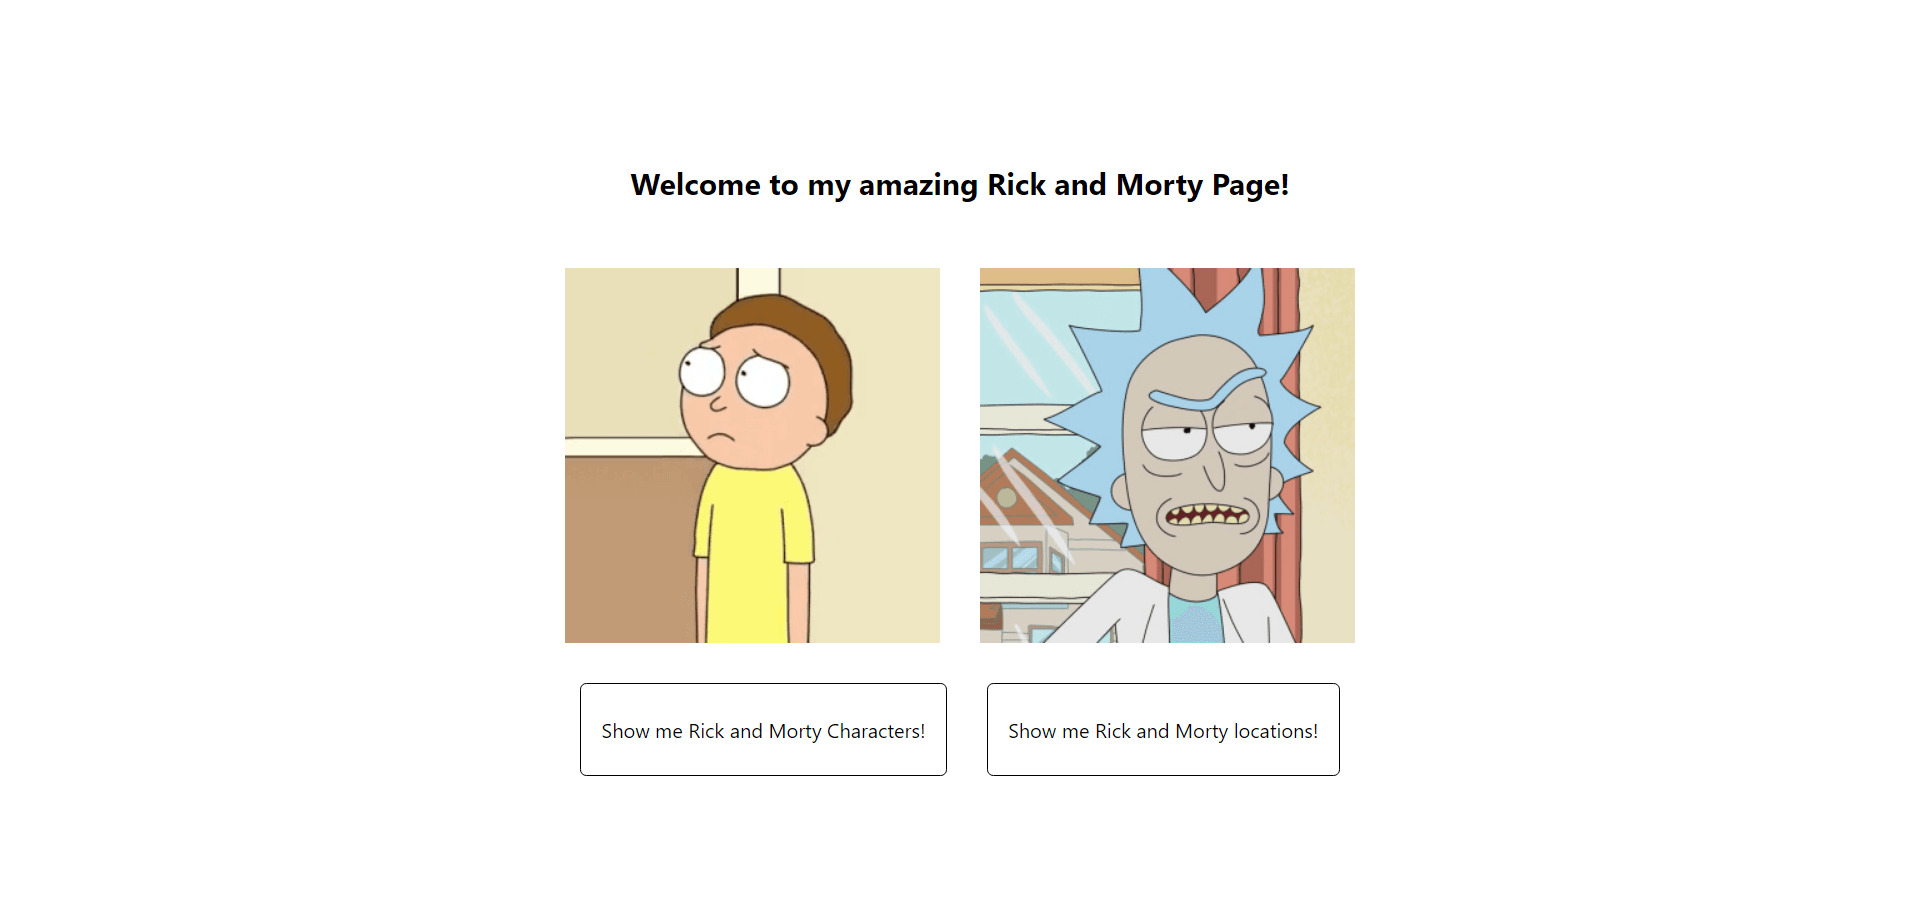 Welcome to my amazing Rick and Morty Page!
Show me Rick and Morty Characters!
Show me Rick and Morty locations!